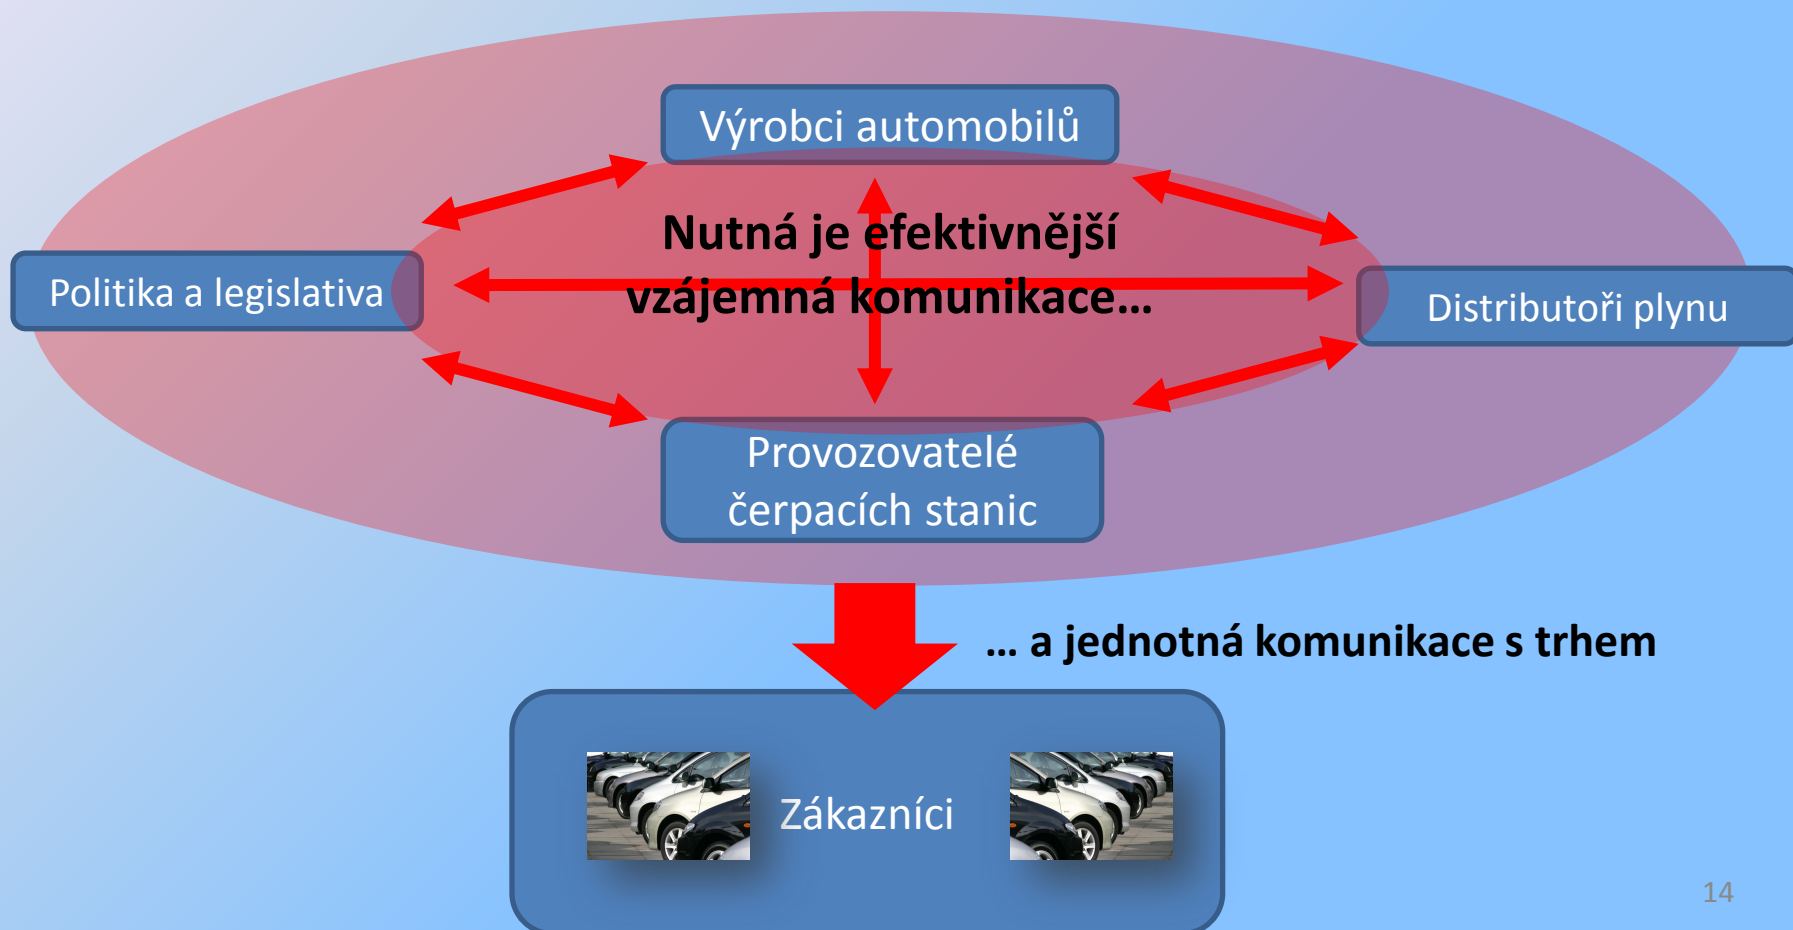 Výrobci automobilů
Nutná je efektivnější
vzájemná komunikace...
Politika a legislativa
Distributoři plynu
Provozovatelé
čerpacích stanic
... a jednotná komunikace s trhem
Zákazníci
14